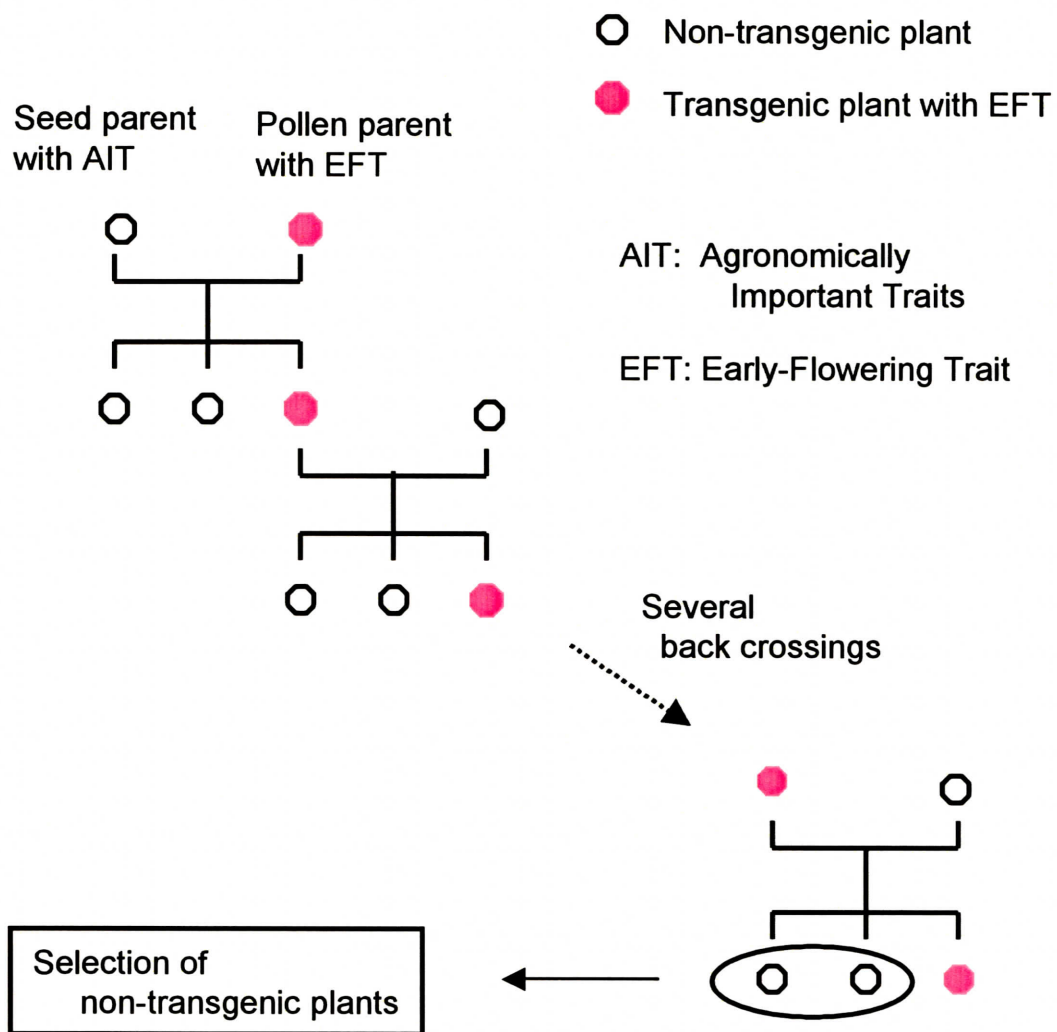 Non-transgenic plant
Transgenic plant with EFT
Seed parent
with AIT
Pollen parent
with EFT
AIT: Agronomically
Important Traits
EFT: Early-Flowering Trait
Several
back crossings
Selection of
non-transgenic plants